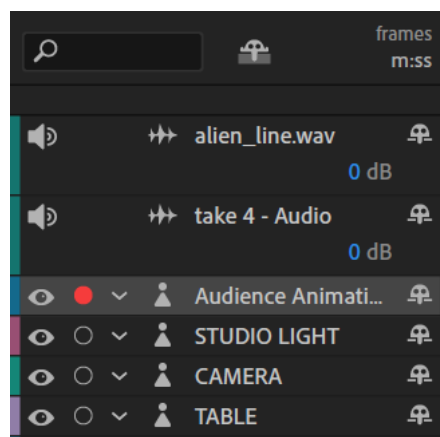 frames
m:ss
alien_line.wav
0 dB
take 4 - Audio
0 dB
Audience Animati...
STUDIO LIGHT
CAMERA
TABLE